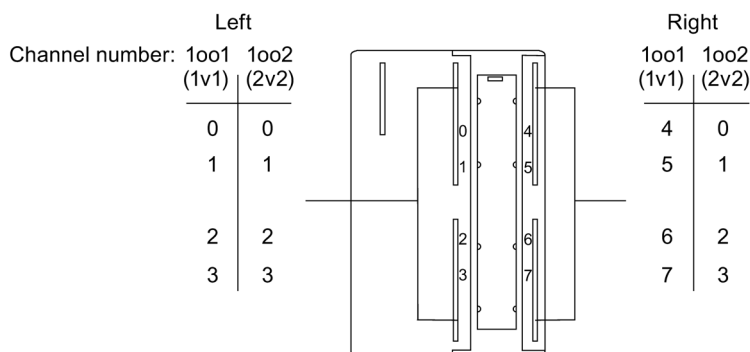 Left Right
Channel number: 1oo1 1oo2 1oo1 1oo2
(1v1) (2v2) (1v1) (2v2)
0 0 0 4 4 0
1 1 1 5 5 1
2 2 2 6 6 2
3 3 3 7 7 3